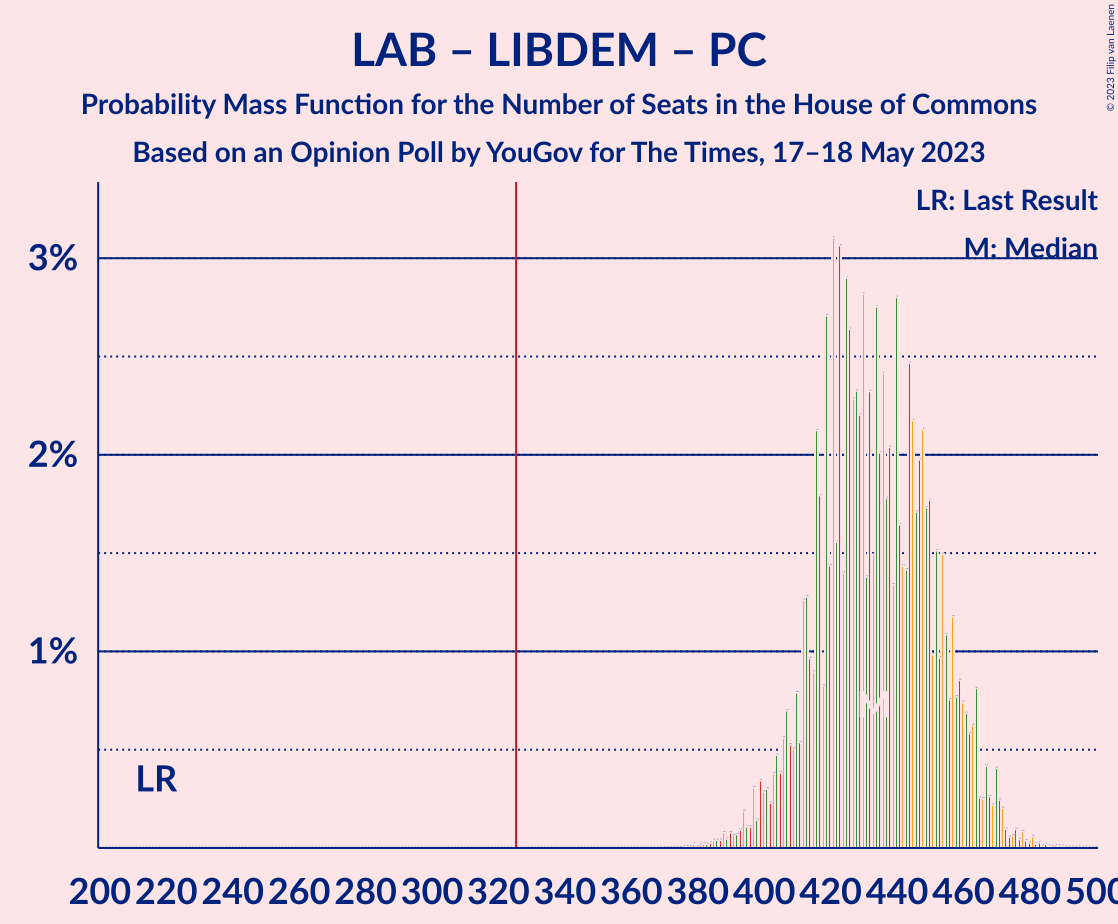 LAB – LIBDEM – PC
Probability Mass Function for the Number of Seats in the House of Commons
Based on an Opinion Poll by YouGov for The Times, 17–18 May 2023
© 2023 Filip van Laenen
LR: Last Result
M: Median
3%
2%
1%
LR
M
200 220 240 260 280 300 320 340 360 380 400 420 440 460 480 500